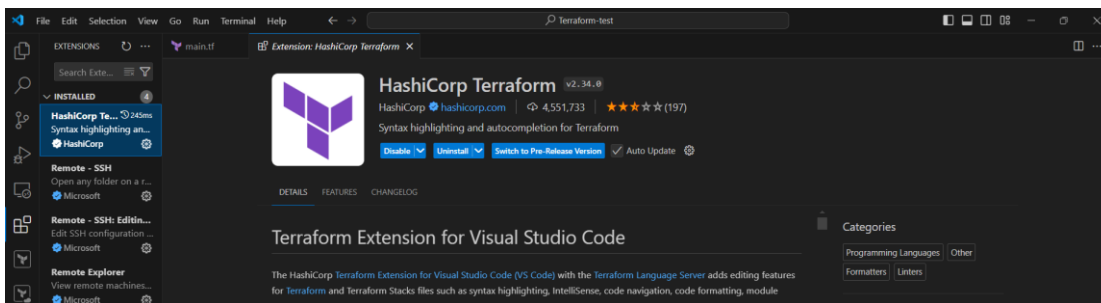 File Edit Selection View Go Run Terminal Help
Terraform-test
EXTENSIONS
main.tf
Extension: HashiCorp Terraform
Search Exte...
INSTALLED 4
HashiCorp Te... 245ms
Syntax highlighting an...
HashiCorp
Remote - SSH
Open any folder on a r...
Microsoft
Remote - SSH: Editin...
Edit SSH configuration ...
Microsoft
Remote Explorer
View remote machines...
Microsoft
HashiCorp Terraform v2.34.0
HashiCorp hashicorp.com 4,551,733 (197)
Syntax highlighting and autocompletion for Terraform
Disable Uninstall Switch to Pre-Release Version Auto Update
DETAILS FEATURES CHANGELOG
Terraform Extension for Visual Studio Code
The HashiCorp Terraform Extension for Visual Studio Code (VS Code) with the Terraform Language Server adds editing features
for Terraform and Terraform Stacks files such as syntax highlighting, IntelliSense, code navigation, code formatting, module
Categories
Programming Languages Other
Formatters Linters